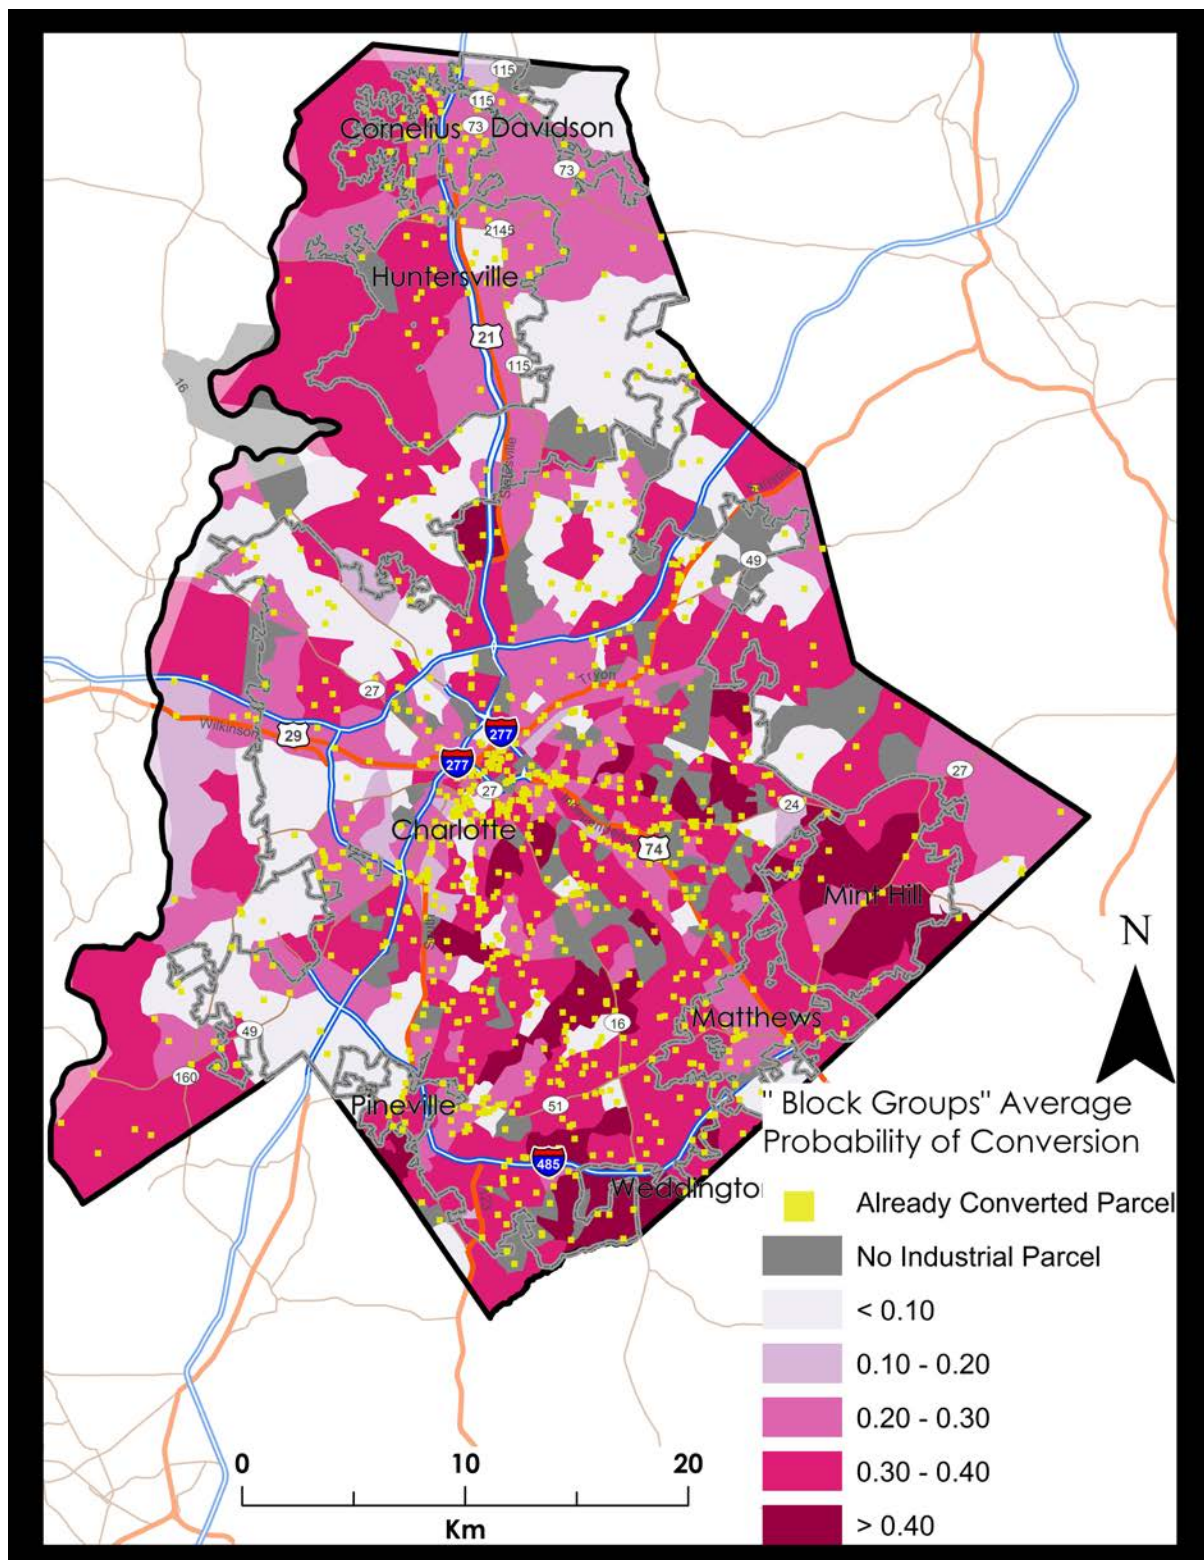 115
115
Cornelius
73
Davidson
73
2145
Huntersville
21
115
16
Statesville
49
Tryon
27
277
Wilkinson
29
277
27
27
24
Charlotte
74
Mint Hill
N
16
Matthews
49
160
Pineville
51
485
Weddingto
" Block Groups" Average
Probability of Conversion
Already Converted Parcel
No Industrial Parcel
< 0.10
0.10 - 0.20
0.20 - 0.30
0.30 - 0.40
> 0.40
0 10 20
Km